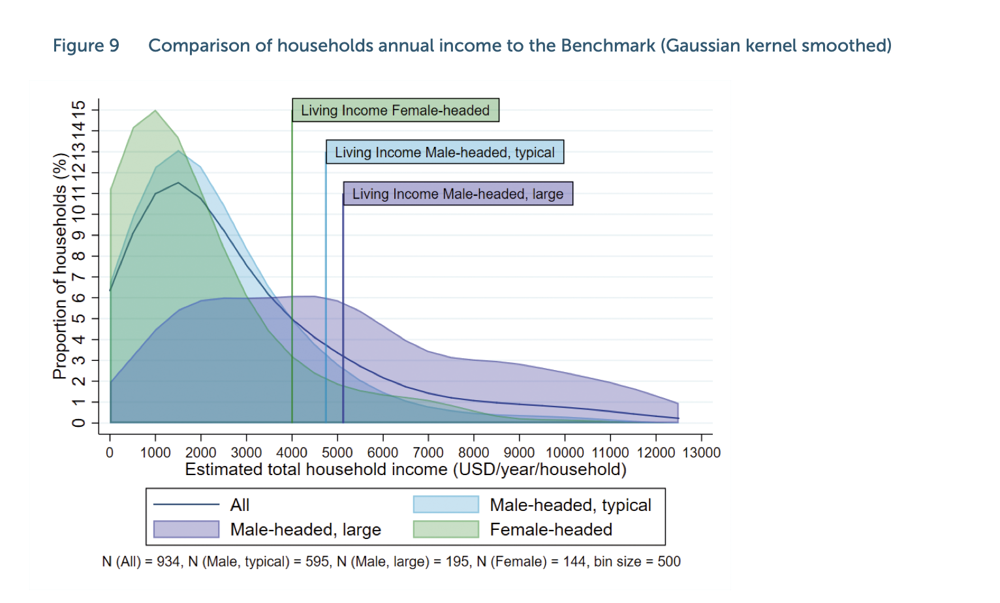 Figure 9 Comparison of households annual income to the Benchmark (Gaussian kernel smoothed)
Proportion of households (%)
15
14
13
12
11
10
9
8
7
6
5
4
3
2
1
0
Living Income Female-headed
Living Income Male-headed, typical
Living Income Male-headed, large
0 1000 2000 3000 4000 5000 6000 7000 8000 9000 10000 11000 12000 13000
Estimated total household income (USD/year/household)
All Male-headed, typical
Male-headed, large Female-headed
N (All) = 934, N (Male, typical) = 595, N (Male, large) = 195, N (Female) = 144, bin size = 500